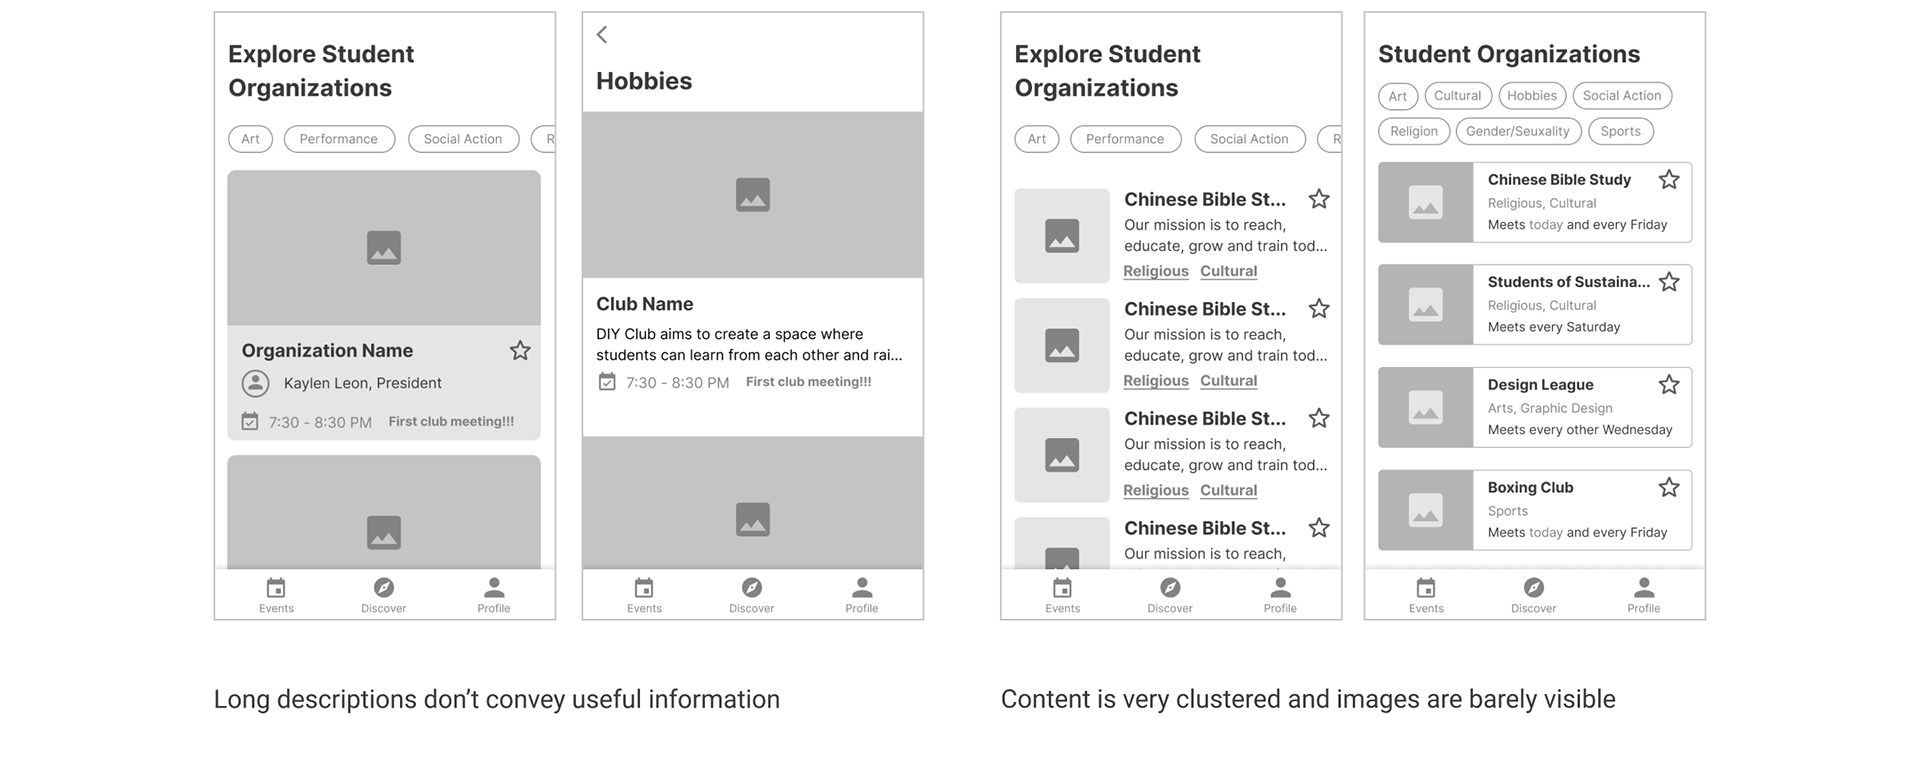 Explore Student
Organizations
Art
Performance
Social Action
R
Organization Name
Kaylen Leon, President
7:30 - 8:30 PM First club meeting!!!
Events
Discover
Profile
Hobbies
Club Name
DIY Club aims to create a space where
students can learn from each other and rai...
7:30 - 8:30 PM First club meeting!!!
Events
Discover
Profile
Long descriptions don't convey useful information
Explore Student
Organizations
Art
Performance
Social Action
R
Chinese Bible St...
Our mission is to reach,
educate, grow and train tod...
Religious Cultural
Chinese Bible St...
Our mission is to reach,
educate, grow and train tod...
Religious Cultural
Chinese Bible St...
Our mission is to reach,
educate, grow and train tod...
Religious Cultural
Chinese Bible St...
Our mission is to reach,
Events
Discover
Profile
Student Organizations
Art
Cultural
Hobbies
Social Action
Religion
Gender/Seuxality
Sports
Chinese Bible Study
Religious, Cultural
Meets today and every Friday
Students of Sustaina...
Religious, Cultural
Meets every Saturday
Design League
Arts, Graphic Design
Meets every other Wednesday
Boxing Club
Sports
Meets today and every Friday
Events
Discover
Profile
Content is very clustered and images are barely visible